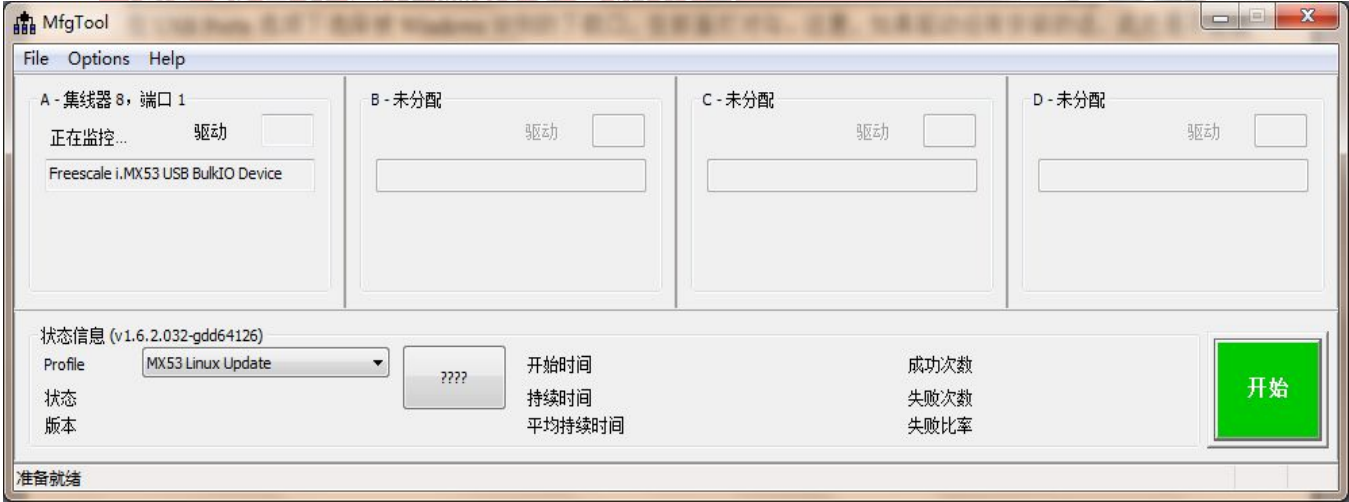 MfgTool
File Options Help
A - 集线器 8，端口 1
正在监控... 驱动
Freescale i.MX53 USB BulkIO Device
B - 未分配
驱动
C - 未分配
驱动
D - 未分配
驱动
状态信息 (v1.6.2.032-gdd64126)
Profile MX53 Linux Update ???? 开始时间 成功次数
状态 持续时间 失败次数
版本 平均持续时间 失败比率
开始
准备就绪